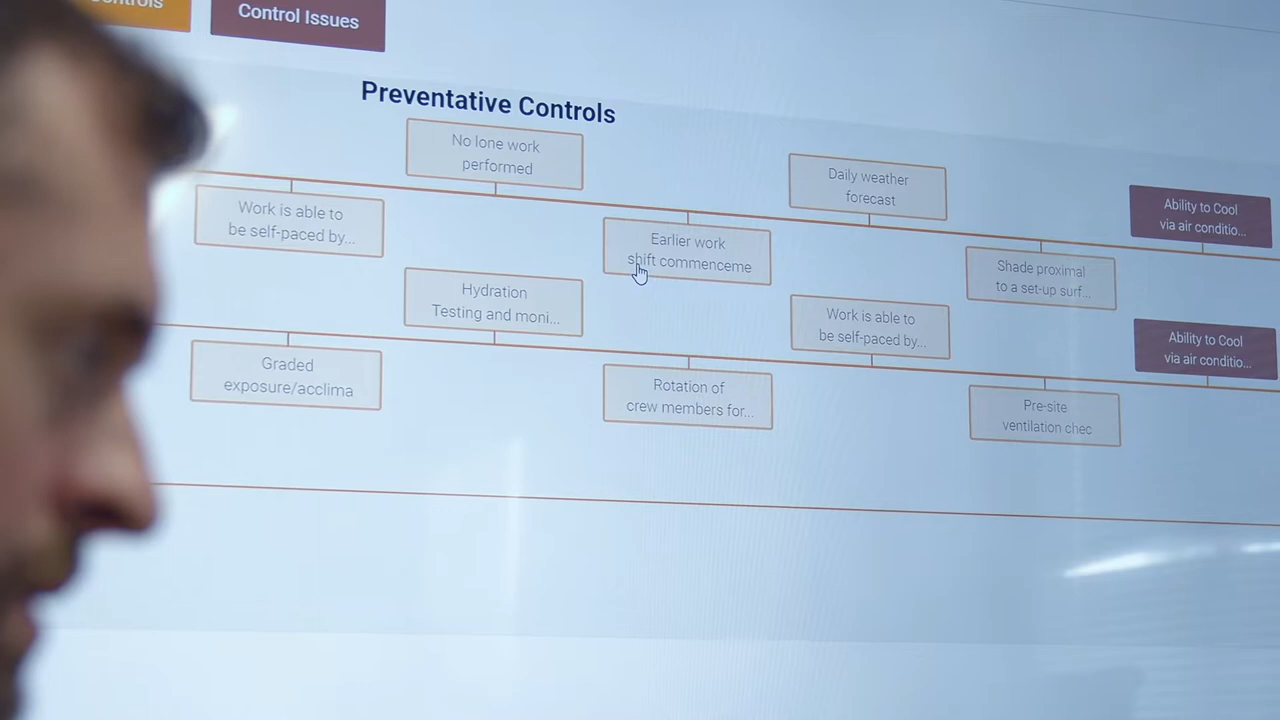 Controls
Control Issues
Preventative Controls
No lone work
performed
Daily weather
forecast
Ability to Cool
via air conditio...
Work is able to
be self-paced by...
Earlier work
shift commenceme
Shade proximal
to a set-up surf...
Hydration
Testing and moni...
Work is able to
be self-paced by...
Ability to Cool
via air conditio...
Graded
exposure/acclima
Rotation of
crew members for...
Pre-site
ventilation chec